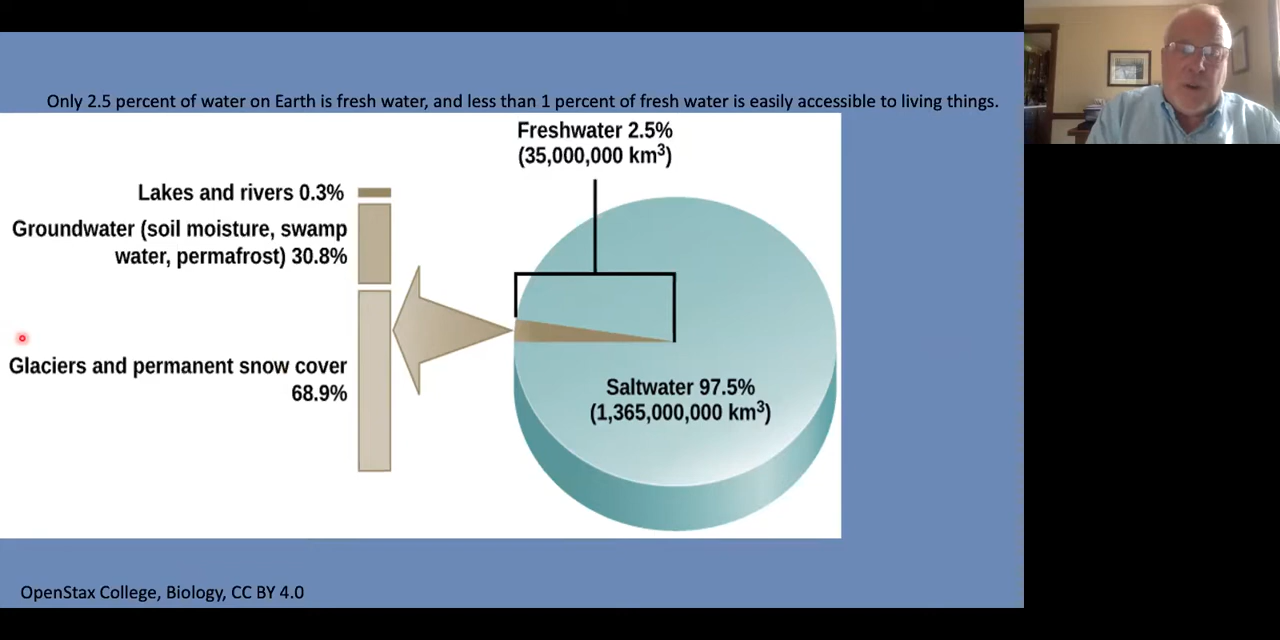 Only 2.5 percent of water on Earth is fresh water, and less than 1 percent of fresh water is easily accessible to living things.
Freshwater 2.5%
(35,000,000 km³)
Lakes and rivers 0.3%
Groundwater (soil moisture, swamp
water, permafrost) 30.8%
Glaciers and permanent snow cover
68.9%
Saltwater 97.5%
(1,365,000,000 km³)
OpenStax College, Biology, CC BY 4.0